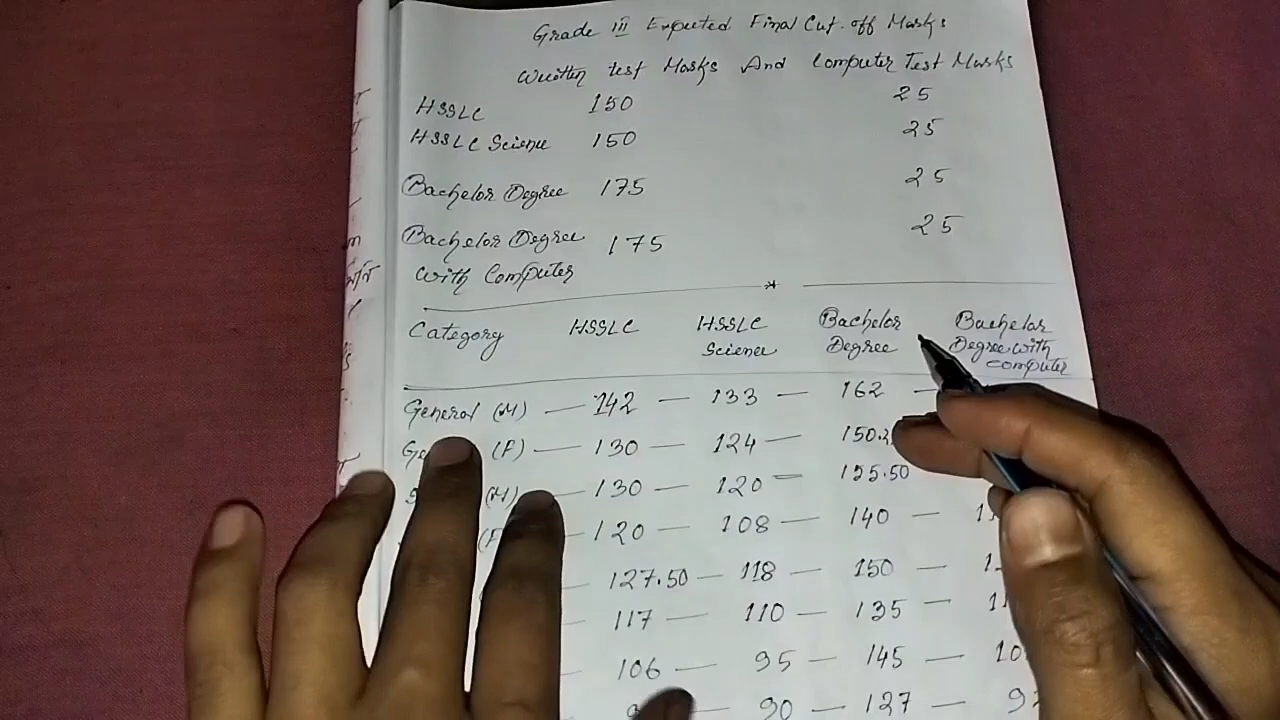 Grade III Expected Final Cut-off Marks
Written test Marks And Computer Test Marks
HSSLC 150 25
HSSLC Science 150 25
Bachelor Degree 175 25
Bachelor Degree 175 25
with Computer
Category HSSLC HSSLC Science Bachelor Degree Bachelor Degree with computer
General (M) — 142 — 133 — 162 —
(F) — 130 — 124 —
(M) — 130 — 120 — 155.50
120 — 108 — 140 —
127.50 — 118 — 150 —
117 — 110 — 135 —
106 — 95 — 145 —
90 — 127 —